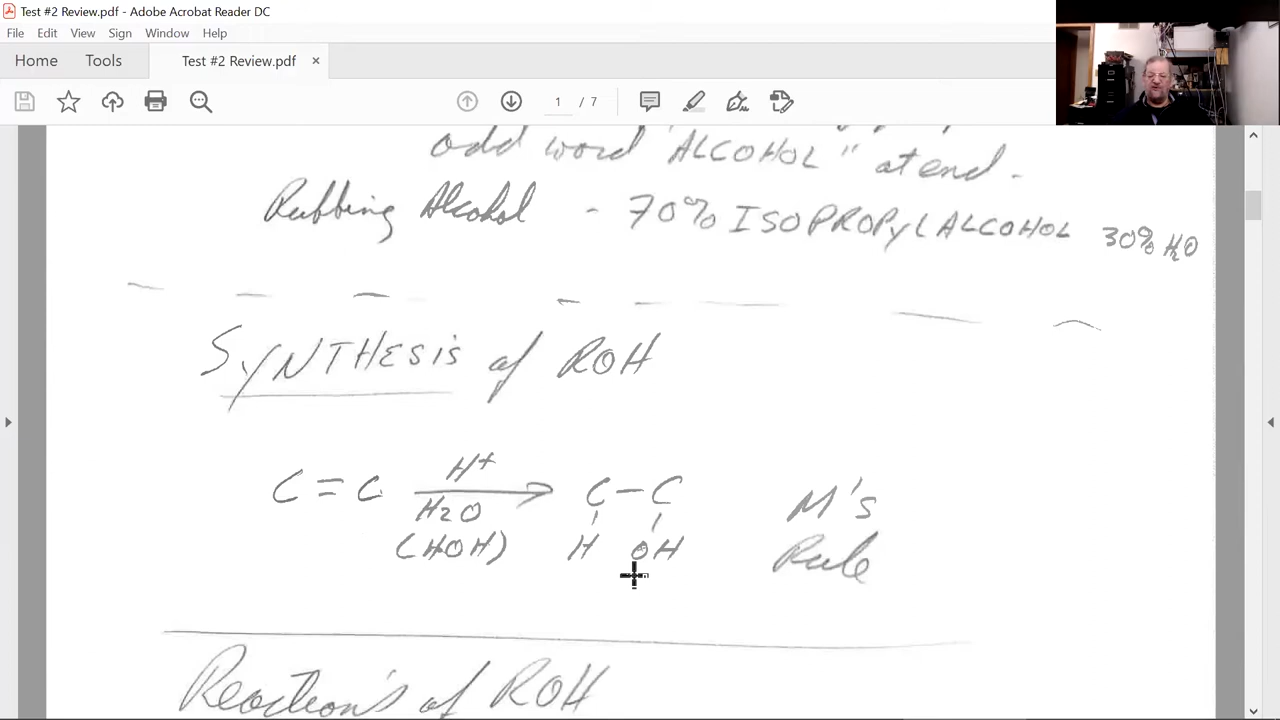 Test #2 Review.pdf - Adobe Acrobat Reader DC
File Edit View Sign Window Help
Home Tools Test #2 Review.pdf ×
1 / 7
odd word "ALCOHOL" at end.
Rubbing Alcohol - 70% ISOPROPYL ALCOHOL 30% H2O
SYNTHESIS of ROH
C = C H+ H2O (HOH) → C - C H OH M's Rule
Reactions of ROH